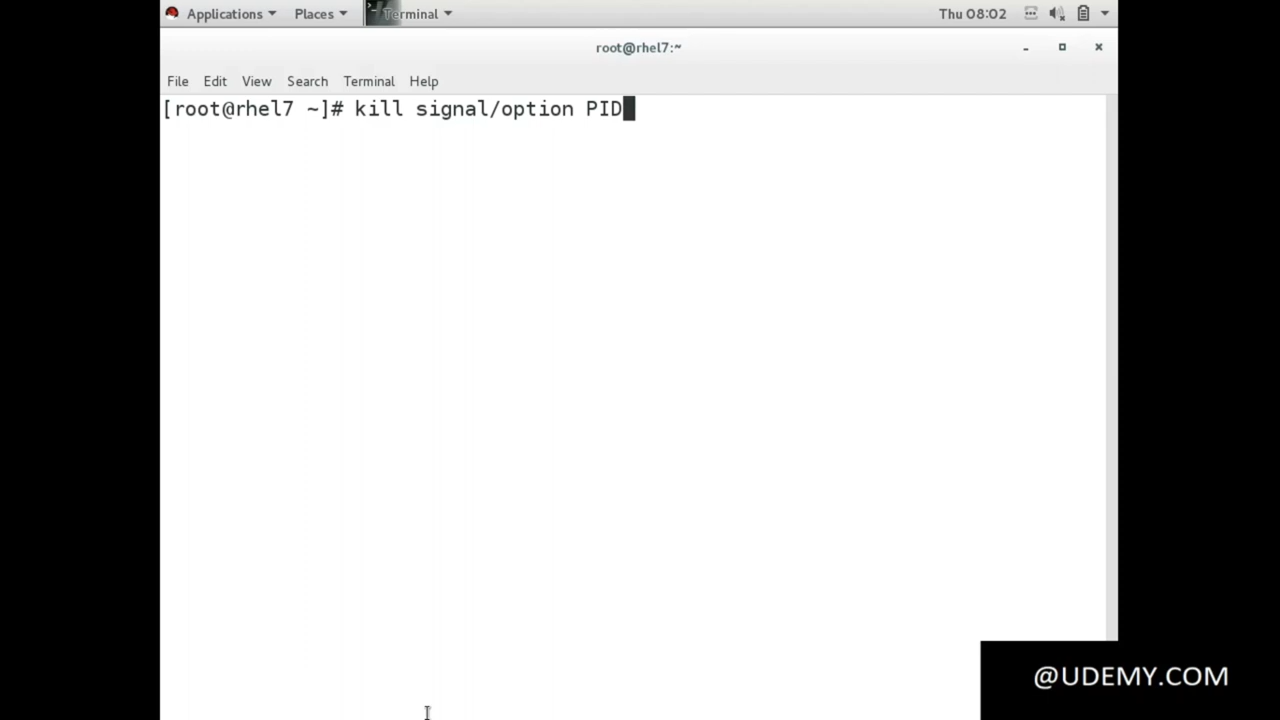 Applications Places Terminal Thu 08:02
root@rhel7:~
File Edit View Search Terminal Help
[root@rhel7 ~]# kill signal/option PID
@UDEMY.COM